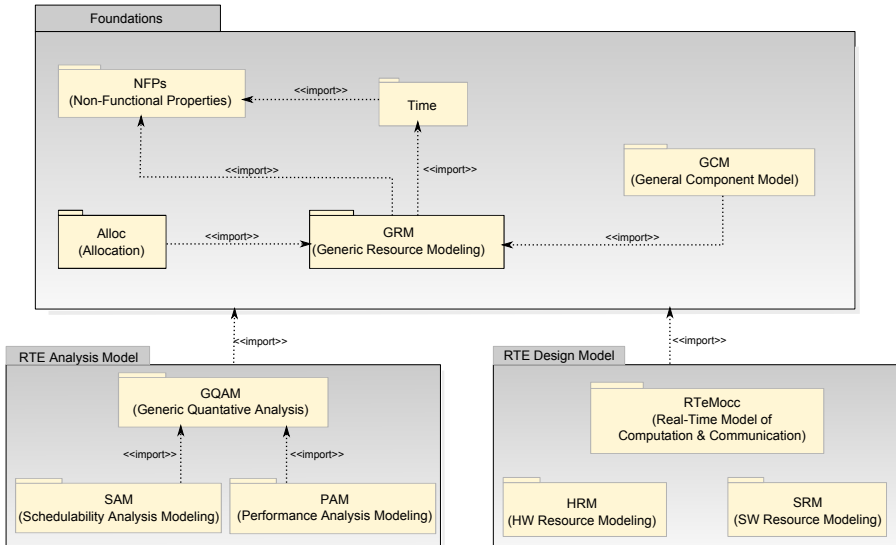 Foundations
NFPs
(Non-Functional Properties)
<<import>>
Time
<<import>>
<<import>>
GCM
(General Component Model)
Alloc
(Allocation)
<<import>>
GRM
(Generic Resource Modeling)
<<import>>
<<import>>
<<import>>
RTE Analysis Model
RTE Design Model
GQAM
(Generic Quantative Analysis)
RTeMocc
(Real-Time Model of
Computation & Communication)
<<import>>
<<import>>
SAM
(Schedulability Analysis Modeling)
PAM
(Performance Analysis Modeling)
HRM
(HW Resource Modeling)
SRM
(SW Resource Modeling)